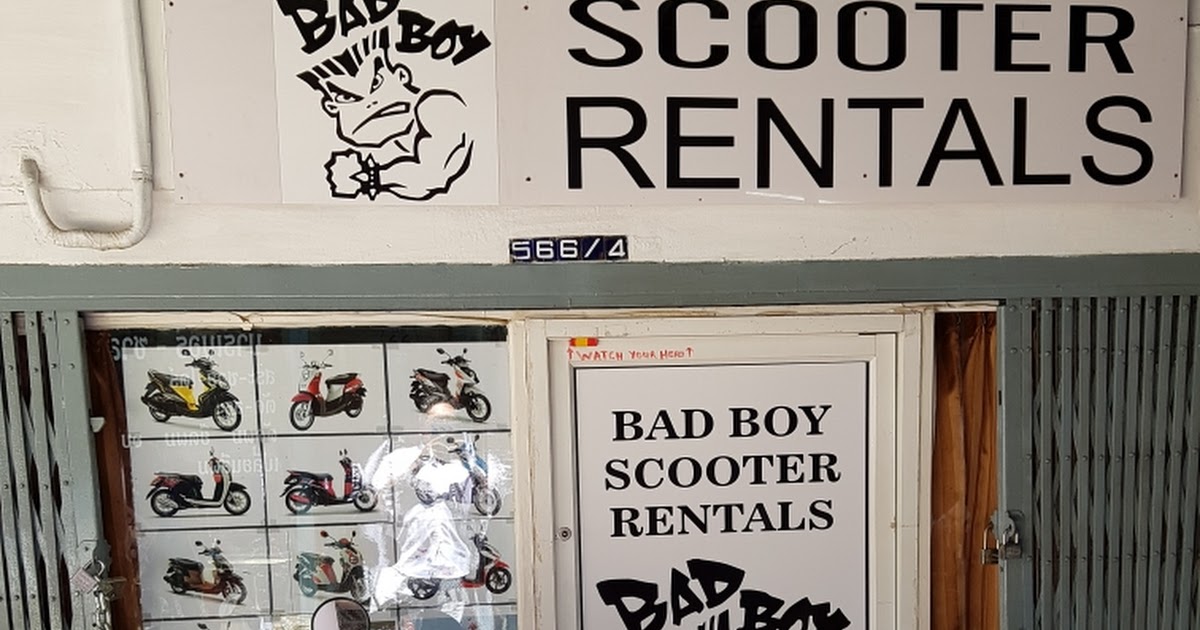 BAD
BOY
SCOOTER
RENTALS
566/4
WATCH YOUR HEAD
BAD BOY
SCOOTER
RENTALS
BAD
BOY